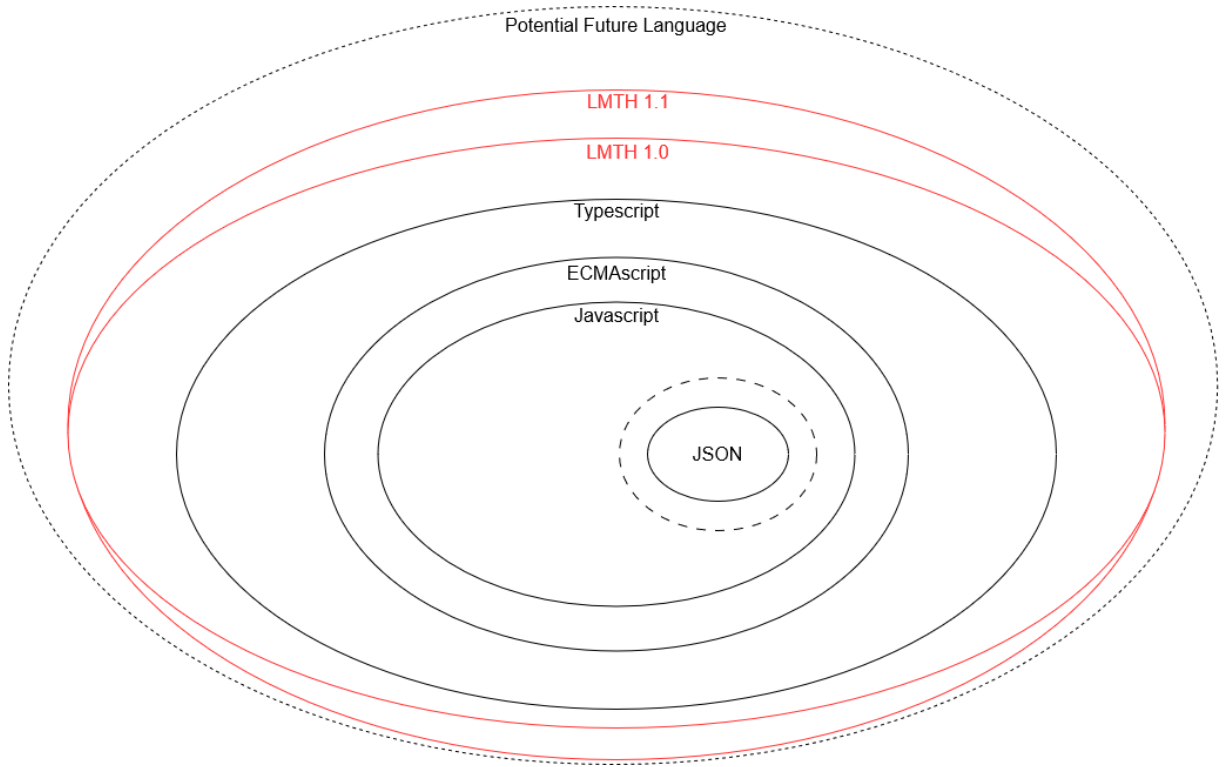 Potential Future Language
LMTH 1.1
LMTH 1.0
Typescript
ECMAscript
Javascript
JSON